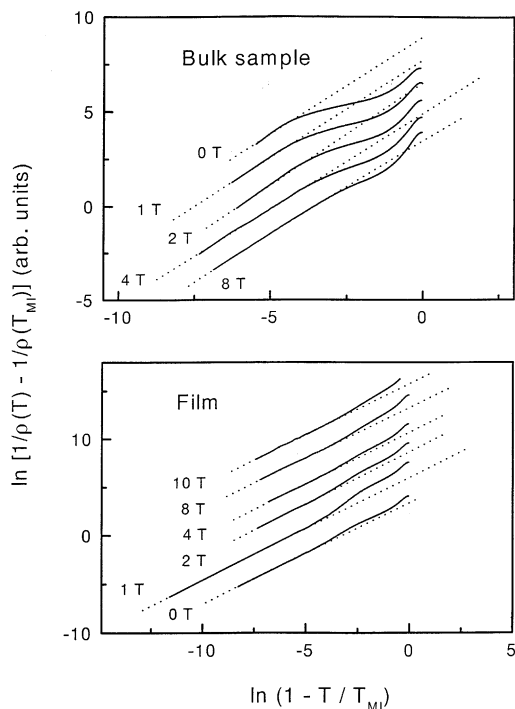 ln [1/ρ(T) - 1/ρ(T_MI)] (arb. units)
10
Bulk sample
5
0 T
0
1 T
2 T
4 T
8 T
-5
-10
-5
0
Film
10
10 T
8 T
4 T
0
2 T
1 T
0 T
-10
-10
-5
0
5
ln (1 - T / T_MI)